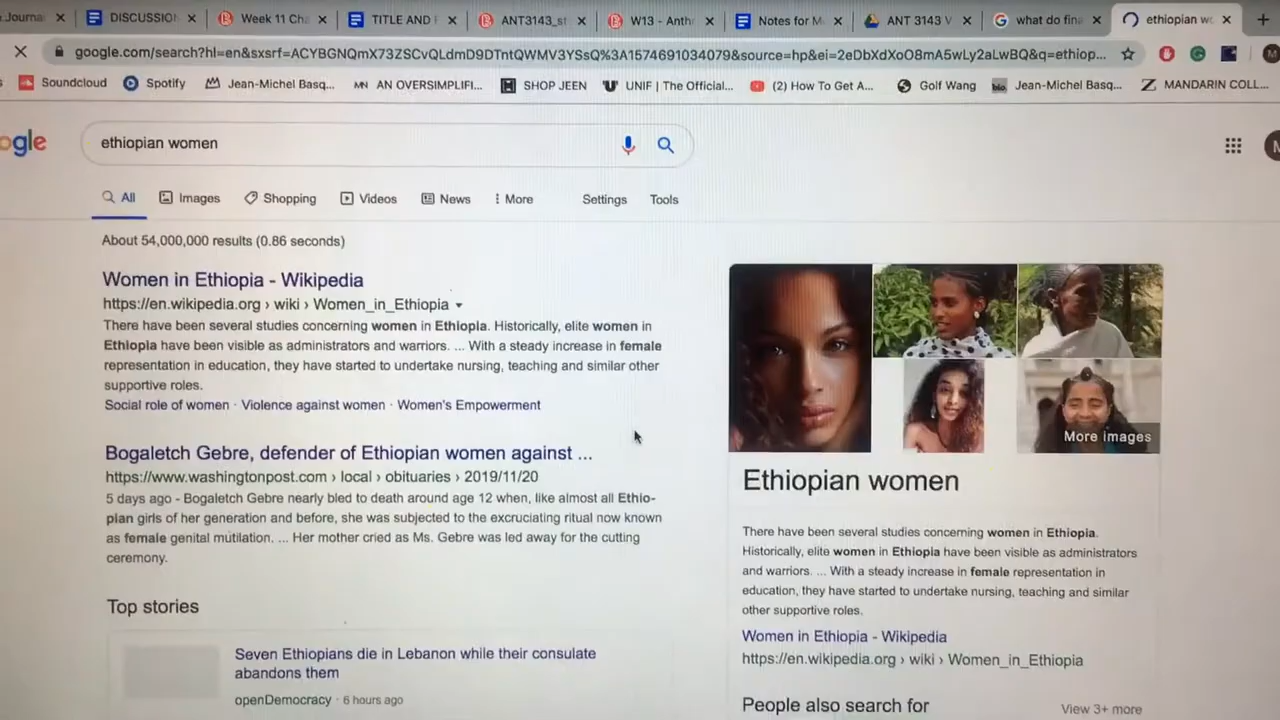 Journa
DISCUSSION
Week 11 Ch
TITLE AND
ANT3143_st
W13 - Anth
Notes for M
ANT 3143 V
what do fina
ethiopian wo
google.com/search?hl=en&sxsrf=ACYBGNQmX73ZSCvQLdmD9DTntQWMV3YSsQ%3A1574691034079&source=hp&ei=2eDbXdXoO8mA5wLy2aLwBQ&q=ethiop...
Soundcloud
Spotify
Jean-Michel Basq...
AN OVERSIMPLIFI...
SHOP JEEN
UNIF | The Official...
(2) How To Get A...
Golf Wang
Jean-Michel Basq...
MANDARIN COLL...
ogle
ethiopian women
All
Images
Shopping
Videos
News
More
Settings
Tools
About 54,000,000 results (0.86 seconds)
Women in Ethiopia - Wikipedia
https://en.wikipedia.org › wiki › Women_in_Ethiopia
There have been several studies concerning women in Ethiopia. Historically, elite women in
Ethiopia have been visible as administrators and warriors. ... With a steady increase in female
representation in education, they have started to undertake nursing, teaching and similar other
supportive roles.
Social role of women · Violence against women · Women's Empowerment
Bogaletch Gebre, defender of Ethiopian women against ...
https://www.washingtonpost.com › local › obituaries › 2019/11/20
5 days ago - Bogaletch Gebre nearly bled to death around age 12 when, like almost all Ethio-
pian girls of her generation and before, she was subjected to the excruciating ritual now known
as female genital mutilation. ... Her mother cried as Ms. Gebre was led away for the cutting
ceremony.
Top stories
Seven Ethiopians die in Lebanon while their consulate
abandons them
openDemocracy · 6 hours ago
More images
Ethiopian women
There have been several studies concerning women in Ethiopia.
Historically, elite women in Ethiopia have been visible as administrators
and warriors. ... With a steady increase in female representation in
education, they have started to undertake nursing, teaching and similar
other supportive roles.
Women in Ethiopia - Wikipedia
https://en.wikipedia.org › wiki › Women_in_Ethiopia
People also search for
View 3+ more